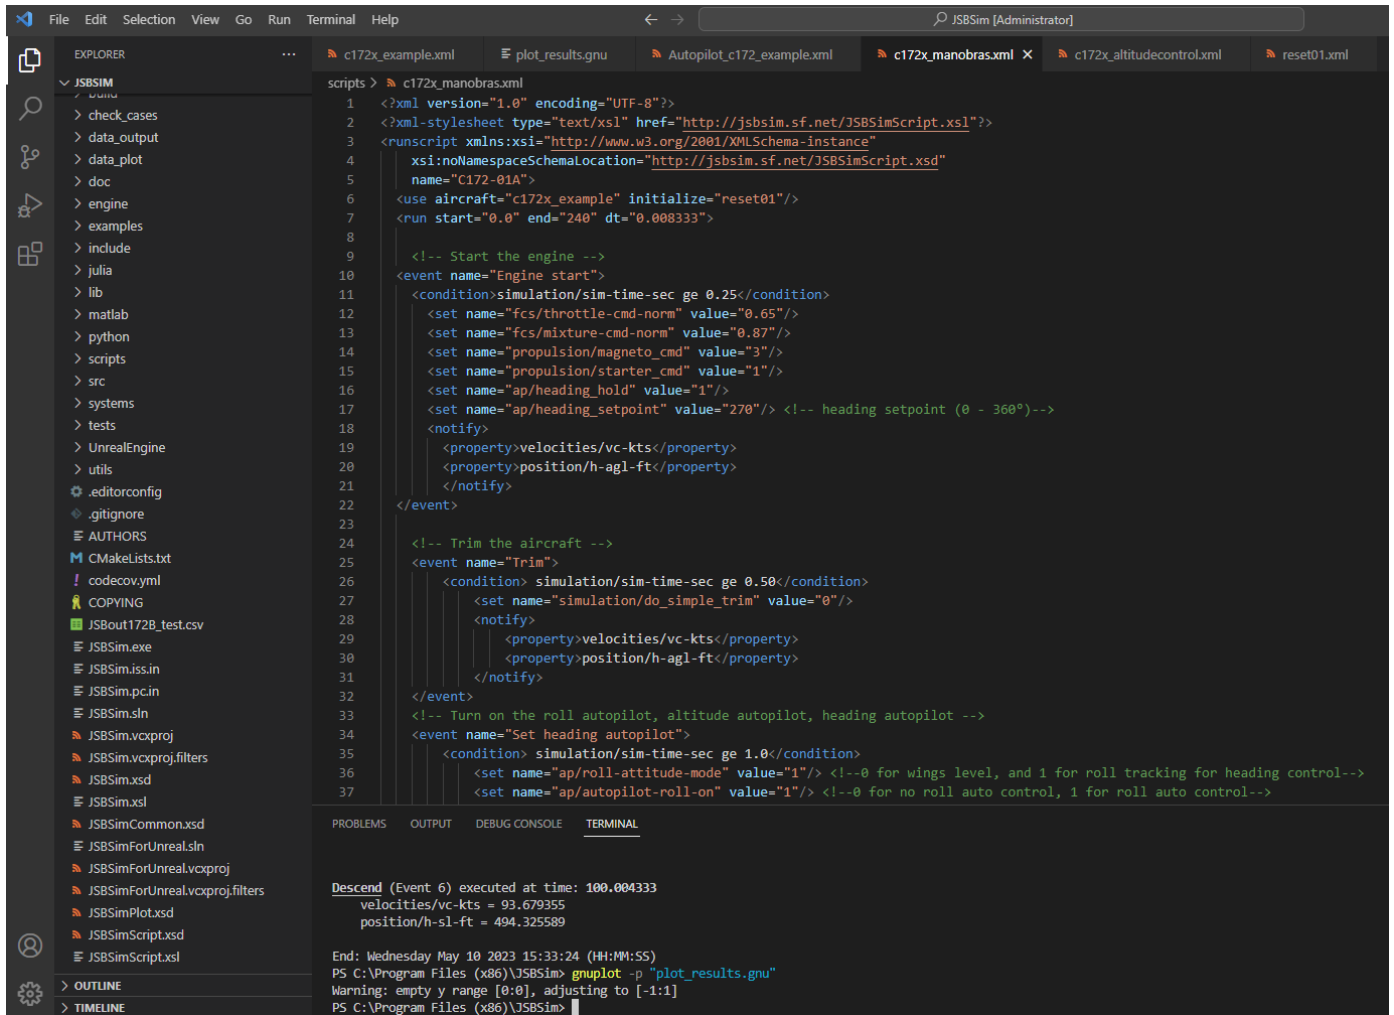 File Edit Selection View Go Run Terminal Help
JSBSim [Administrator]
EXPLORER
c172x_example.xml plot_results.gnu Autopilot_c172_example.xml c172x_manobras.xml c172x_altitudecontrol.xml reset01.xml
JSBSIM
build
check_cases
data_output
data_plot
doc
engine
examples
include
julia
lib
matlab
python
scripts
src
systems
tests
UnrealEngine
utils
.editorconfig
.gitignore
AUTHORS
CMakeLists.txt
codecov.yml
COPYING
JSBout172B_test.csv
JSBSim.exe
JSBSim.iss.in
JSBSim.pc.in
JSBSim.sln
JSBSim.vcxproj
JSBSim.vcxproj.filters
JSBSim.xsd
JSBSim.xsl
JSBSimCommon.xsd
JSBSimForUnreal.sln
JSBSimForUnreal.vcxproj
JSBSimForUnreal.vcxproj.filters
JSBSimPlot.xsd
JSBSimScript.xsd
JSBSimScript.xsl
OUTLINE
TIMELINE
scripts > c172x_manobras.xml
1 <?xml version="1.0" encoding="UTF-8"?>
2 <?xml-stylesheet type="text/xsl" href="http://jsbsim.sf.net/JSBSimScript.xsl"?>
3 <runscript xmlns:xsi="http://www.w3.org/2001/XMLSchema-instance"
4 xsi:noNamespaceSchemaLocation="http://jsbsim.sf.net/JSBSimScript.xsd"
5 name="C172-01A">
6 <use aircraft="c172x_example" initialize="reset01"/>
7 <run start="0.0" end="240" dt="0.008333">
8
9 <!-- Start the engine -->
10 <event name="Engine start">
11 <condition>simulation/sim-time-sec ge 0.25</condition>
12 <set name="fcs/throttle-cmd-norm" value="0.65"/>
13 <set name="fcs/mixture-cmd-norm" value="0.87"/>
14 <set name="propulsion/magneto_cmd" value="3"/>
15 <set name="propulsion/starter_cmd" value="1"/>
16 <set name="ap/heading_hold" value="1"/>
17 <set name="ap/heading_setpoint" value="270"/> <!-- heading setpoint (0 - 360º)-->
18 <notify>
19 <property>velocities/vc-kts</property>
20 <property>position/h-agl-ft</property>
21 </notify>
22 </event>
23
24 <!-- Trim the aircraft -->
25 <event name="Trim">
26 <condition> simulation/sim-time-sec ge 0.50</condition>
27 <set name="simulation/do_simple_trim" value="0"/>
28 <notify>
29 <property>velocities/vc-kts</property>
30 <property>position/h-agl-ft</property>
31 </notify>
32 </event>
33 <!-- Turn on the roll autopilot, altitude autopilot, heading autopilot -->
34 <event name="Set heading autopilot">
35 <condition> simulation/sim-time-sec ge 1.0</condition>
36 <set name="ap/roll-attitude-mode" value="1"/> <!--0 for wings level, and 1 for roll tracking for heading control-->
37 <set name="ap/autopilot-roll-on" value="1"/> <!--0 for no roll auto control, 1 for roll auto control-->
PROBLEMS OUTPUT DEBUG CONSOLE TERMINAL
Descend (Event 6) executed at time: 100.004333
velocities/vc-kts = 93.679355
position/h-sl-ft = 494.325589
End: Wednesday May 10 2023 15:33:24 (HH:MM:SS)
PS C:\Program Files (x86)\JSBSim> gnuplot -p "plot_results.gnu"
Warning: empty y range [0:0], adjusting to [-1:1]
PS C:\Program Files (x86)\JSBSim>